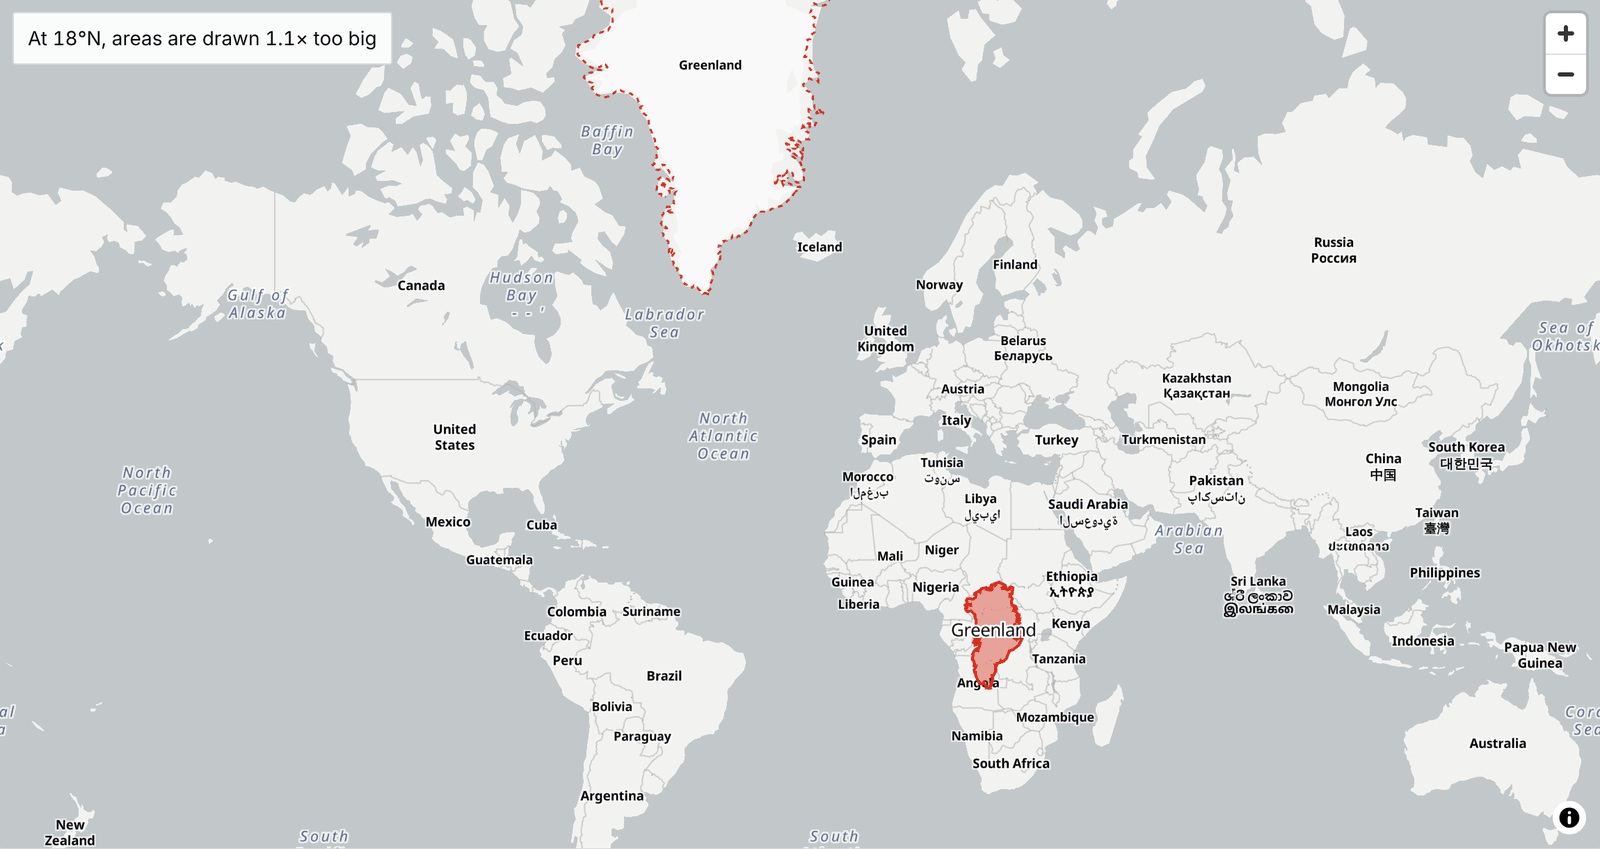 At 18°N, areas are drawn 1.1× too big
+
−
Greenland
Baffin
Bay
Iceland
Russia
Россия
Finland
Norway
Canada
Hudson
Bay
Gulf of
Alaska
Labrador
Sea
United
Kingdom
Belarus
Беларусь
Sea of
Okhotsk
Kazakhstan
Қазақстан
Mongolia
Монгол Улс
Austria
Italy
Spain
Turkey
Turkmenistan
North
Atlantic
Ocean
United
States
South Korea
대한민국
China
中国
Tunisia
تونس
Morocco
المغرب
Pakistan
پاکستان
North
Pacific
Ocean
Libya
ليبيا
Saudi Arabia
السعودية
Taiwan
臺灣
Mexico
Cuba
Arabian
Sea
Laos
ປະເທດລາວ
Guatemala
Mali
Niger
Philippines
Guinea
Nigeria
Ethiopia
ኢትዮጵያ
Sri Lanka
ශ්‍රී ලංකාව
இலங்கை
Liberia
Colombia
Suriname
Malaysia
Greenland
Kenya
Ecuador
Indonesia
Papua New
Guinea
Peru
Tanzania
Brazil
Angola
Bolivia
Mozambique
Paraguay
Namibia
Australia
South Africa
Argentina
New
Zealand
South
South